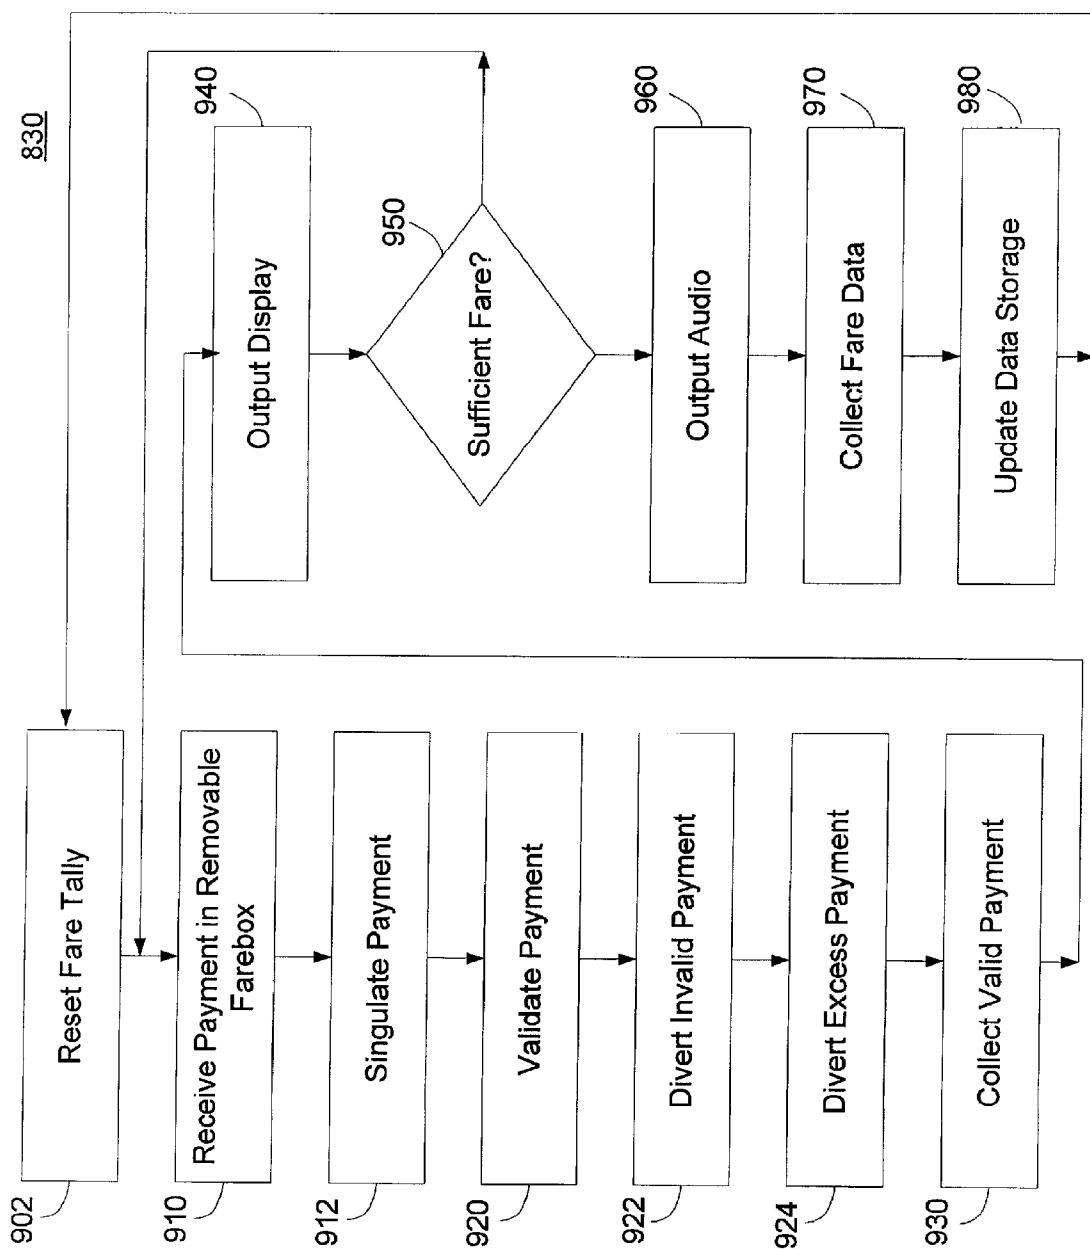 830
902
Reset Fare Tally
910
Receive Payment in Removable
Farebox
912
Singulate Payment
920
Validate Payment
922
Divert Invalid Payment
924
Divert Excess Payment
930
Collect Valid Payment
940
Output Display
950
Sufficient Fare?
960
Output Audio
970
Collect Fare Data
980
Update Data Storage